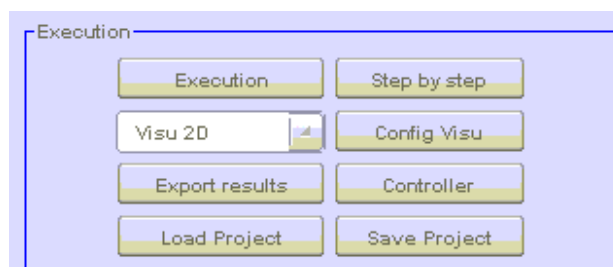 Execution
Execution Step by step
Visu 2D Config Visu
Export results Controller
Load Project Save Project